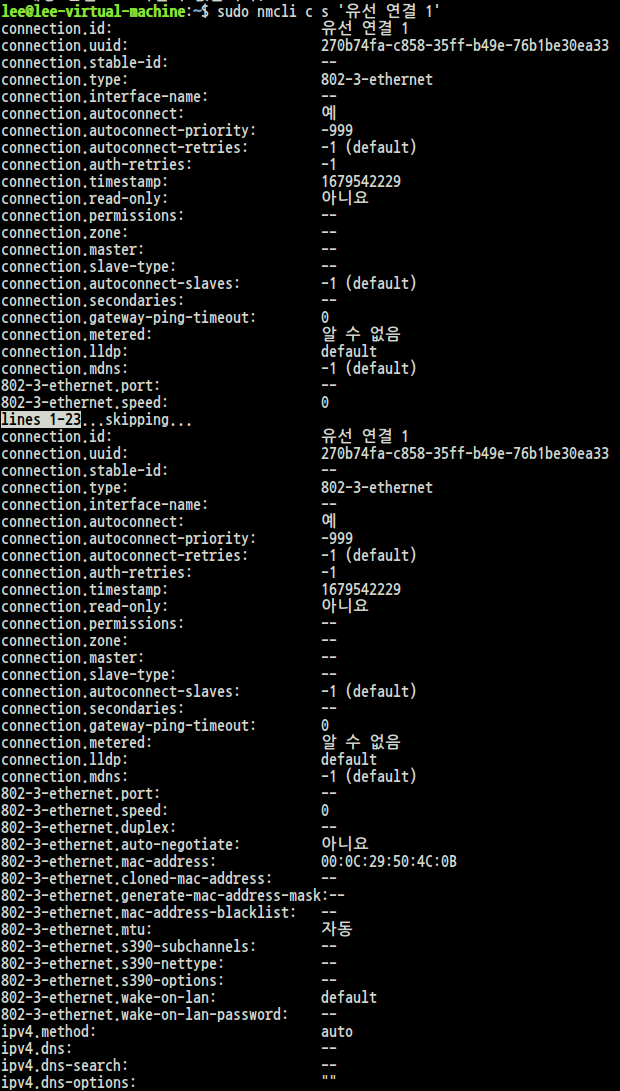 lee@lee-virtual-machine:~$ sudo nmcli c s '유선 연결 1'
connection.id: 유선 연결 1
connection.uuid: 270b74fa-c858-35ff-b49e-76b1be30ea33
connection.stable-id: --
connection.type: 802-3-ethernet
connection.interface-name: --
connection.autoconnect: 예
connection.autoconnect-priority: -999
connection.autoconnect-retries: -1 (default)
connection.auth-retries: -1
connection.timestamp: 1679542229
connection.read-only: 아니요
connection.permissions: --
connection.zone: --
connection.master: --
connection.slave-type: --
connection.autoconnect-slaves: -1 (default)
connection.secondaries: --
connection.gateway-ping-timeout: 0
connection.metered: 알 수 없음
connection.lldp: default
connection.mdns: -1 (default)
802-3-ethernet.port: --
802-3-ethernet.speed: 0
lines 1-23...skipping...
connection.id: 유선 연결 1
connection.uuid: 270b74fa-c858-35ff-b49e-76b1be30ea33
connection.stable-id: --
connection.type: 802-3-ethernet
connection.interface-name: --
connection.autoconnect: 예
connection.autoconnect-priority: -999
connection.autoconnect-retries: -1 (default)
connection.auth-retries: -1
connection.timestamp: 1679542229
connection.read-only: 아니요
connection.permissions: --
connection.zone: --
connection.master: --
connection.slave-type: --
connection.autoconnect-slaves: -1 (default)
connection.secondaries: --
connection.gateway-ping-timeout: 0
connection.metered: 알 수 없음
connection.lldp: default
connection.mdns: -1 (default)
802-3-ethernet.port: --
802-3-ethernet.speed: 0
802-3-ethernet.duplex: --
802-3-ethernet.auto-negotiate: 아니요
802-3-ethernet.mac-address: 00:0C:29:50:4C:0B
802-3-ethernet.cloned-mac-address: --
802-3-ethernet.generate-mac-address-mask:--
802-3-ethernet.mac-address-blacklist: --
802-3-ethernet.mtu: 자동
802-3-ethernet.s390-subchannels: --
802-3-ethernet.s390-nettype: --
802-3-ethernet.s390-options: --
802-3-ethernet.wake-on-lan: default
802-3-ethernet.wake-on-lan-password: --
ipv4.method: auto
ipv4.dns: --
ipv4.dns-search: --
ipv4.dns-options: ""